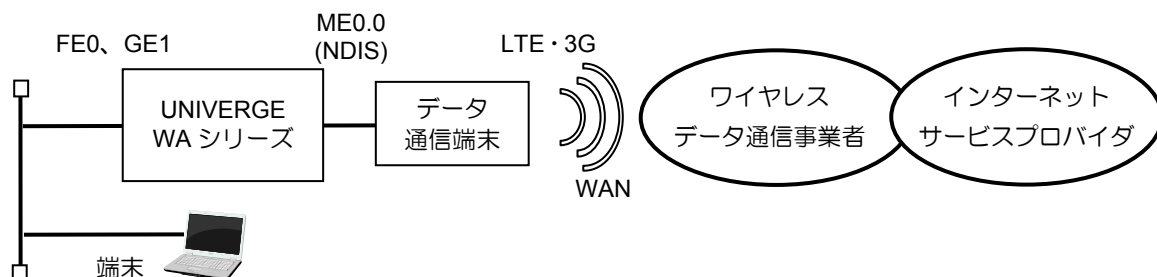 FE0、GE1
ME0.0
(NDIS)
LTE・3G
UNIVERGE
WA シリーズ
データ
通信端末
WAN
ワイヤレス
データ通信事業者
インターネット
サービスプロバイダ
端末